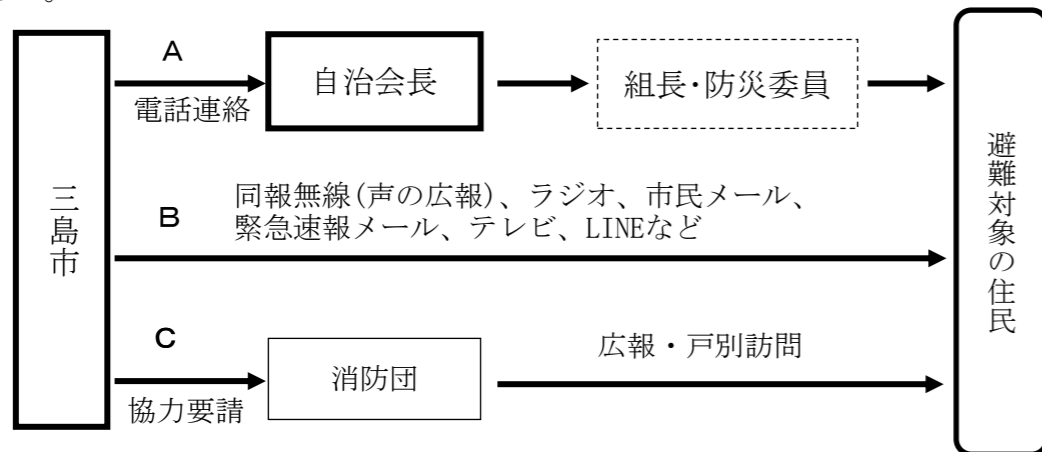 A
電話連絡
自治会長
組長・防災委員
三島市
B
同報無線(声の広報)、ラジオ、市民メール、
緊急速報メール、テレビ、LINEなど
C
協力要請
消防団
広報・戸別訪問
避難対象の住民